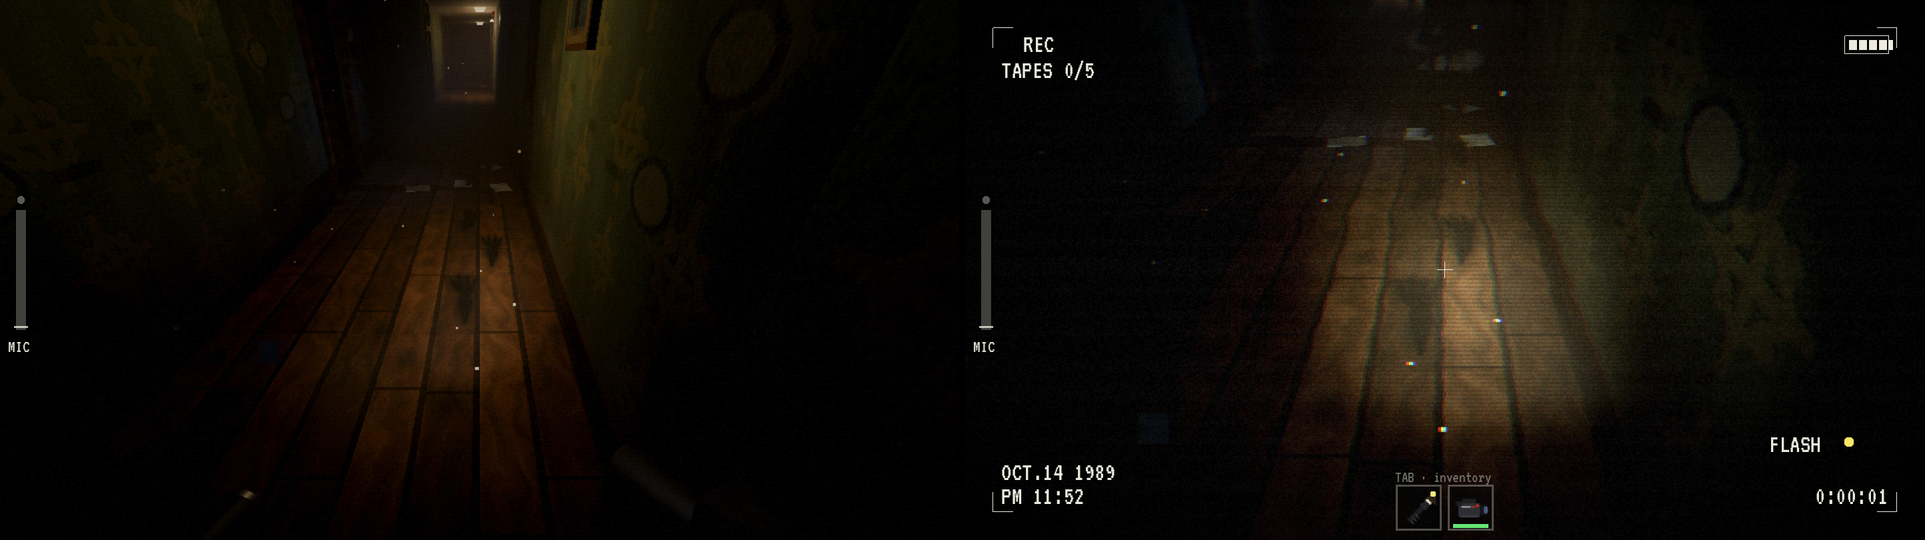 MIC
REC
TAPES 0/5
MIC
FLASH
OCT.14 1989
PM 11:52
TAB · inventory
0:00:01